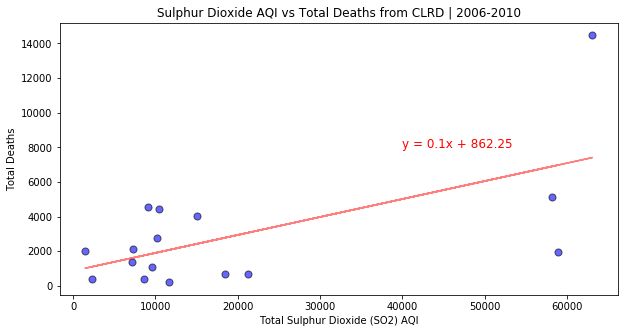 Sulphur Dioxide AQI vs Total Deaths from CLRD | 2006-2010
14000
12000
10000
8000
6000
4000
2000
0
Total Deaths
y = 0.1x + 862.25
0 10000 20000 30000 40000 50000 60000
Total Sulphur Dioxide (SO2) AQI